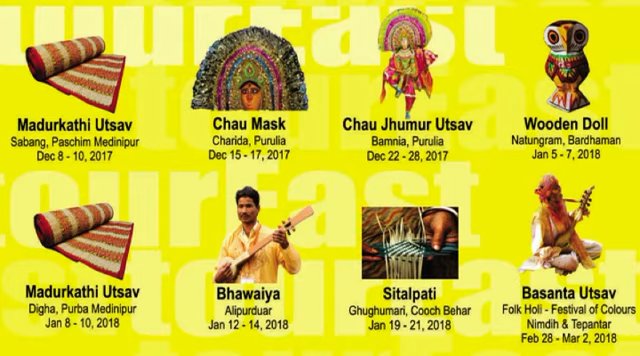 tourEast
tourEast
Madurkathi Utsav
Sabang, Paschim Medinipur
Dec 8 - 10, 2017
Chau Mask
Charida, Purulia
Dec 15 - 17, 2017
Chau Jhumur Utsav
Bamnia, Purulia
Dec 22 - 28, 2017
Wooden Doll
Natungram, Bardhaman
Jan 5 - 7, 2018
tourEast
Madurkathi Utsav
Digha, Purba Medinipur
Jan 8 - 10, 2018
Bhawaiya
Alipurduar
Jan 12 - 14, 2018
Sitalpati
Ghughumari, Cooch Behar
Jan 19 - 21, 2018
Basanta Utsav
Folk Holi - Festival of Colours
Nimdih & Tepantar
Feb 28 - Mar 2, 2018